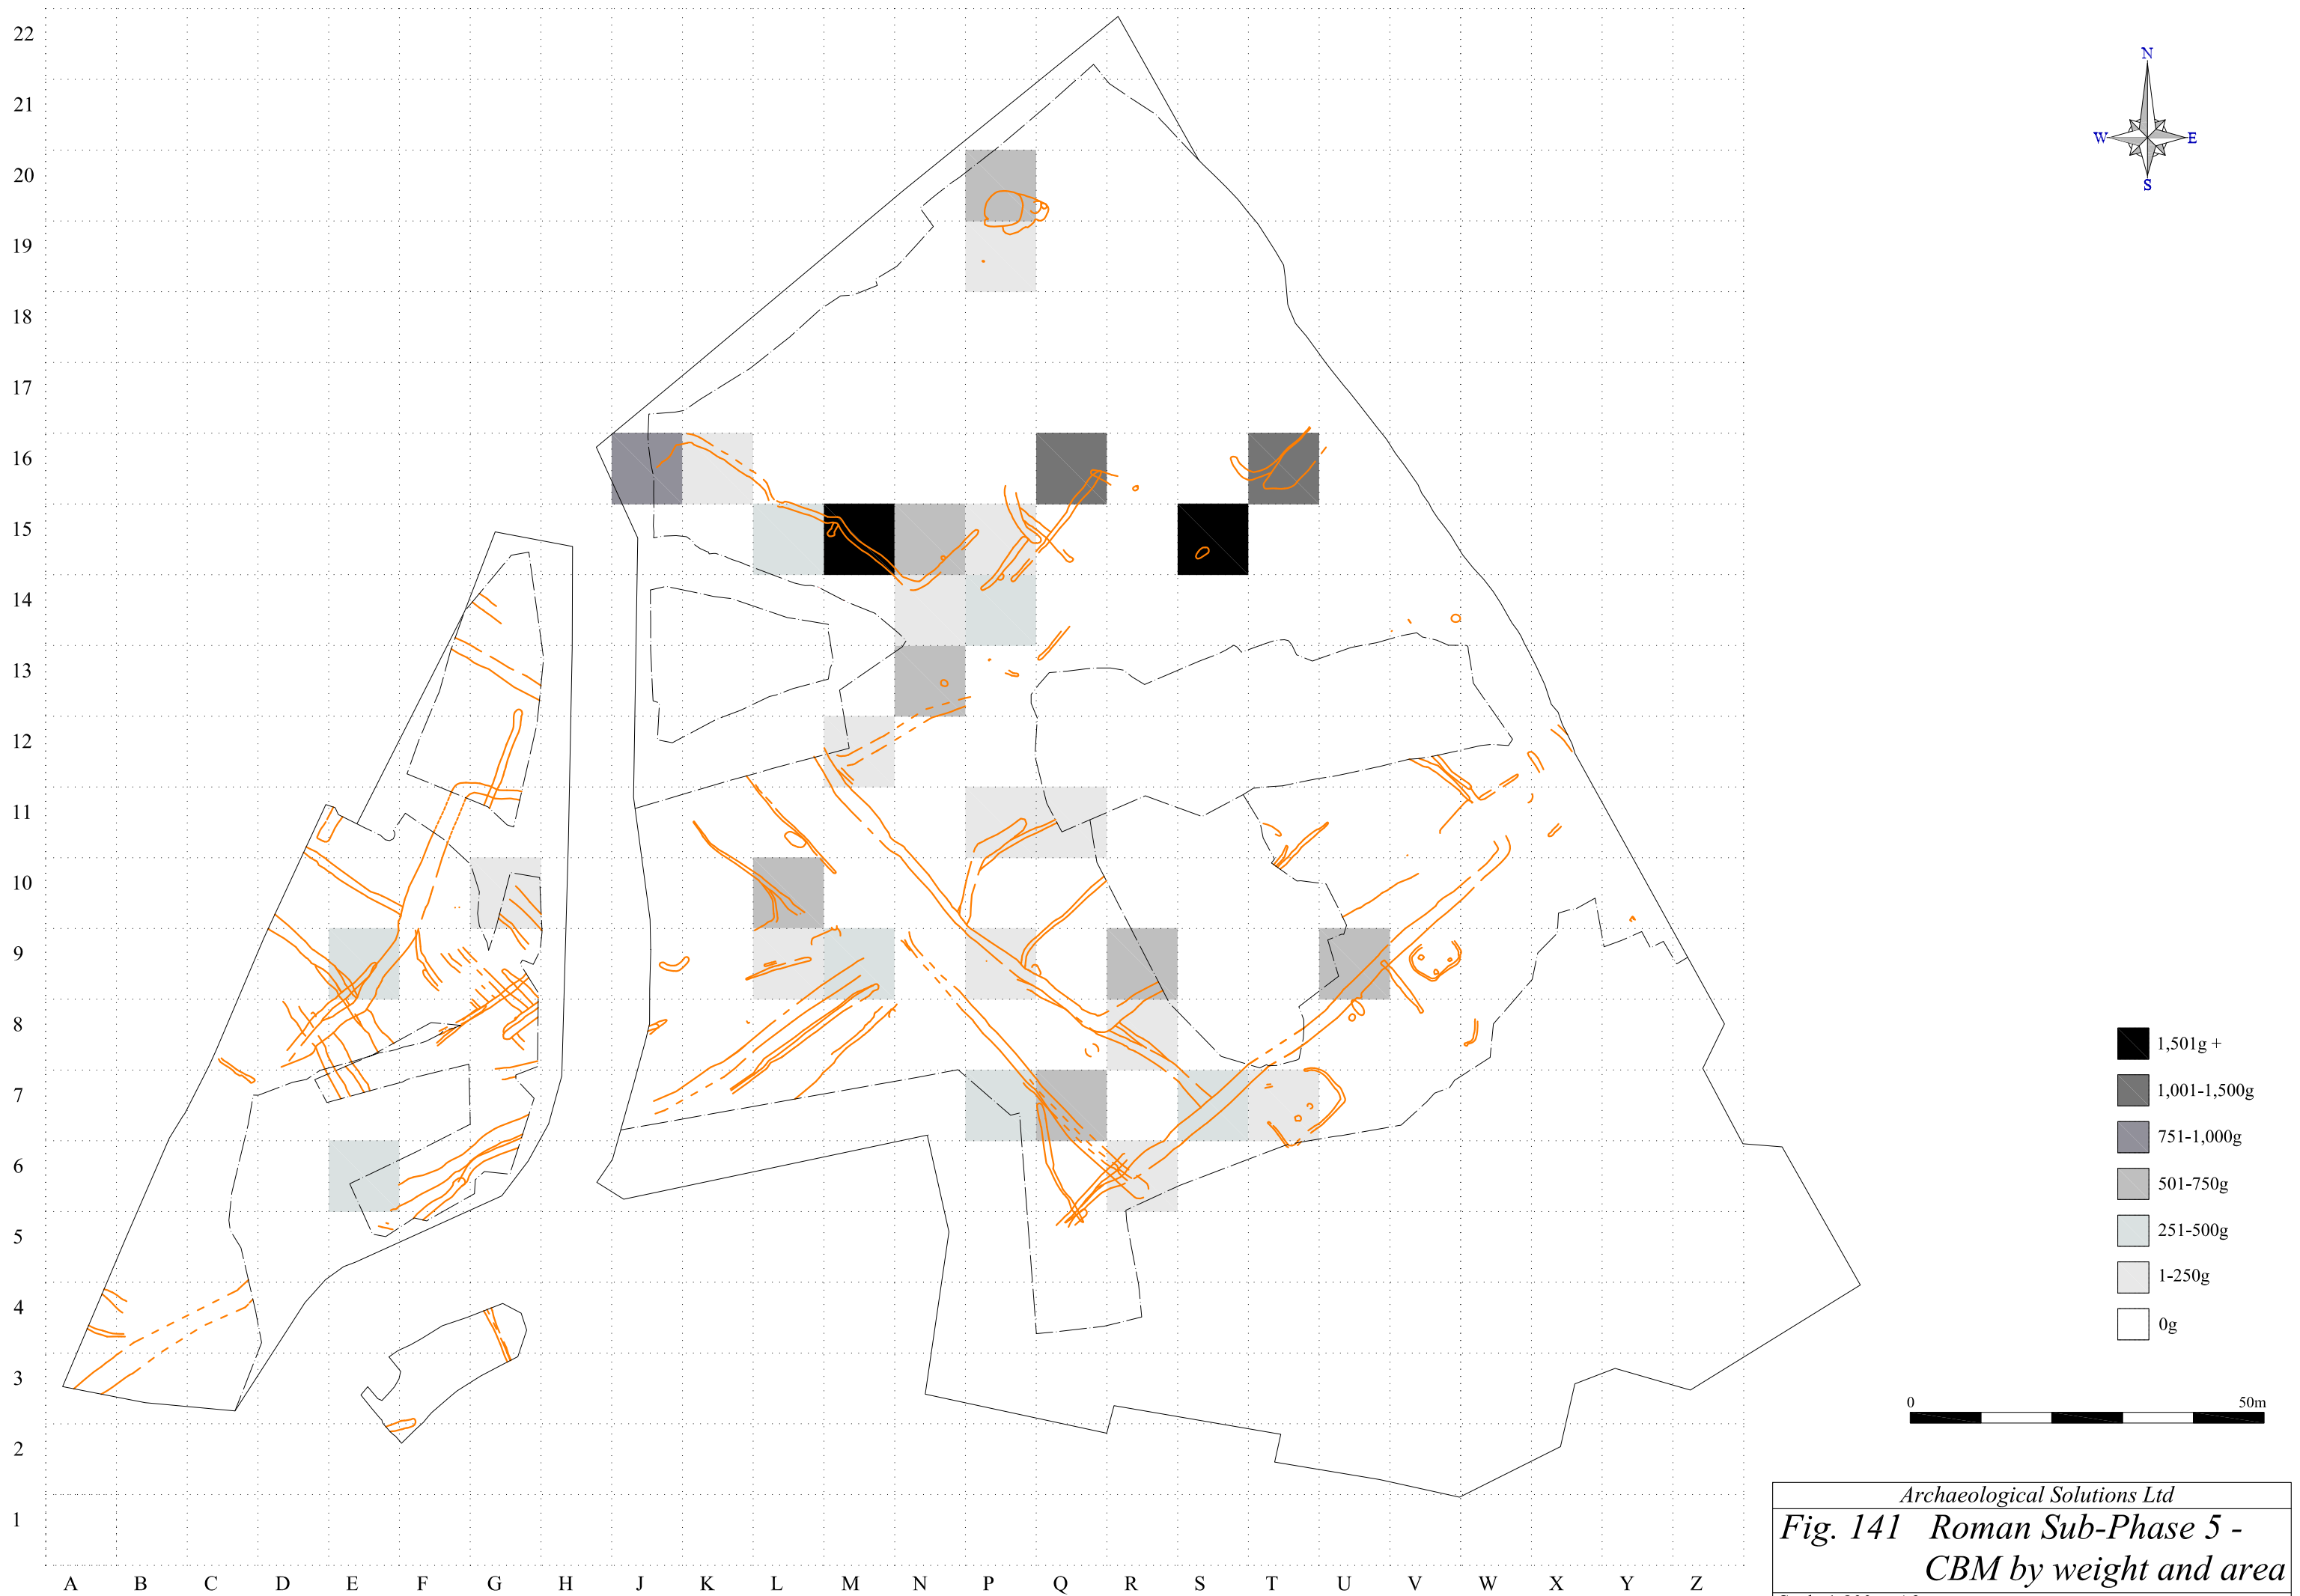 22
21
20
19
18
17
16
15
14
13
12
11
10
9
8
7
6
5
4
3
2
1
A B C D E F G H J K L M N P Q R S T U V W X Y Z
N
W E
S
1,501g +
1,001-1,500g
751-1,000g
501-750g
251-500g
1-250g
0g
0 50m
Archaeological Solutions Ltd
Fig. 141 Roman Sub-Phase 5 -
CBM by weight and area